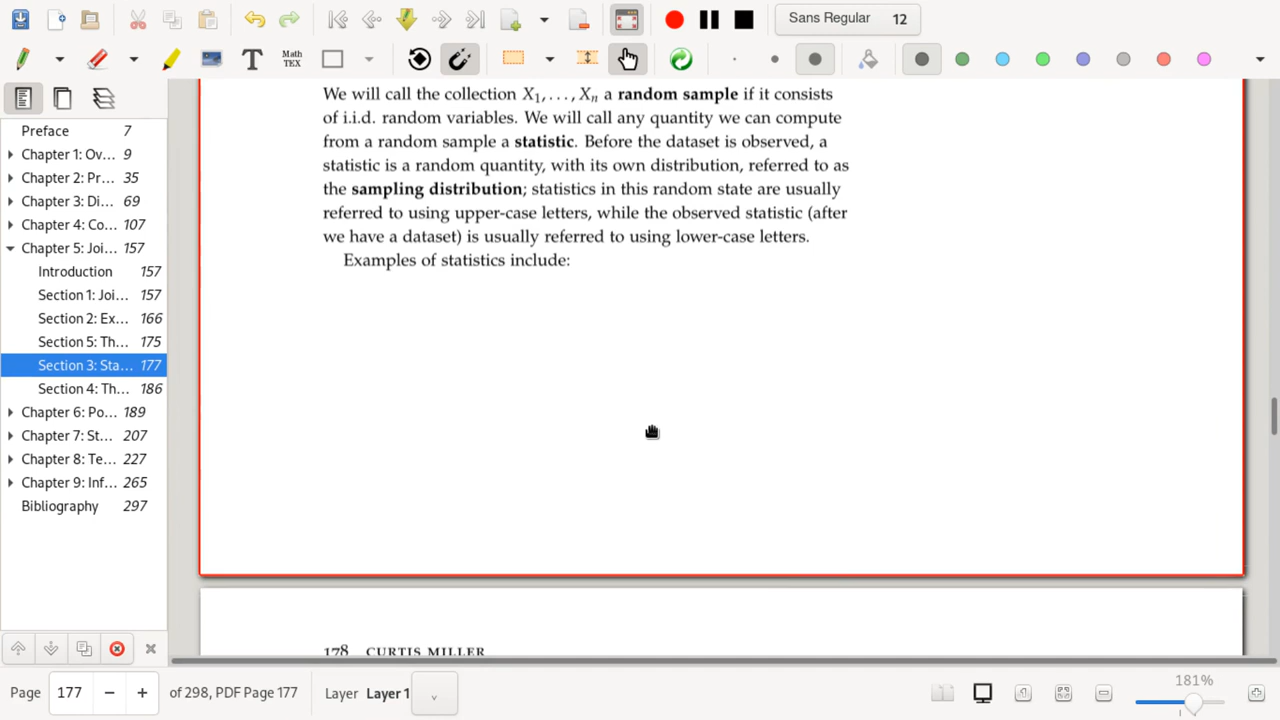 Sans Regular 12
Math
TEX
Preface 7
Chapter 1: Ov... 9
Chapter 2: Pr... 35
Chapter 3: Di... 69
Chapter 4: Co... 107
Chapter 5: Joi... 157
Introduction 157
Section 1: Joi... 157
Section 2: Ex... 166
Section 5: Th... 175
Section 3: Sta... 177
Section 4: Th... 186
Chapter 6: Po... 189
Chapter 7: St... 207
Chapter 8: Te... 227
Chapter 9: Inf... 265
Bibliography 297
We will call the collection X₁, . . . , Xₙ a random sample if it consists
of i.i.d. random variables. We will call any quantity we can compute
from a random sample a statistic. Before the dataset is observed, a
statistic is a random quantity, with its own distribution, referred to as
the sampling distribution; statistics in this random state are usually
referred to using upper-case letters, while the observed statistic (after
we have a dataset) is usually referred to using lower-case letters.
Examples of statistics include:
178 CURTIS MILLER
Page 177 of 298, PDF Page 177 Layer Layer 1 181%